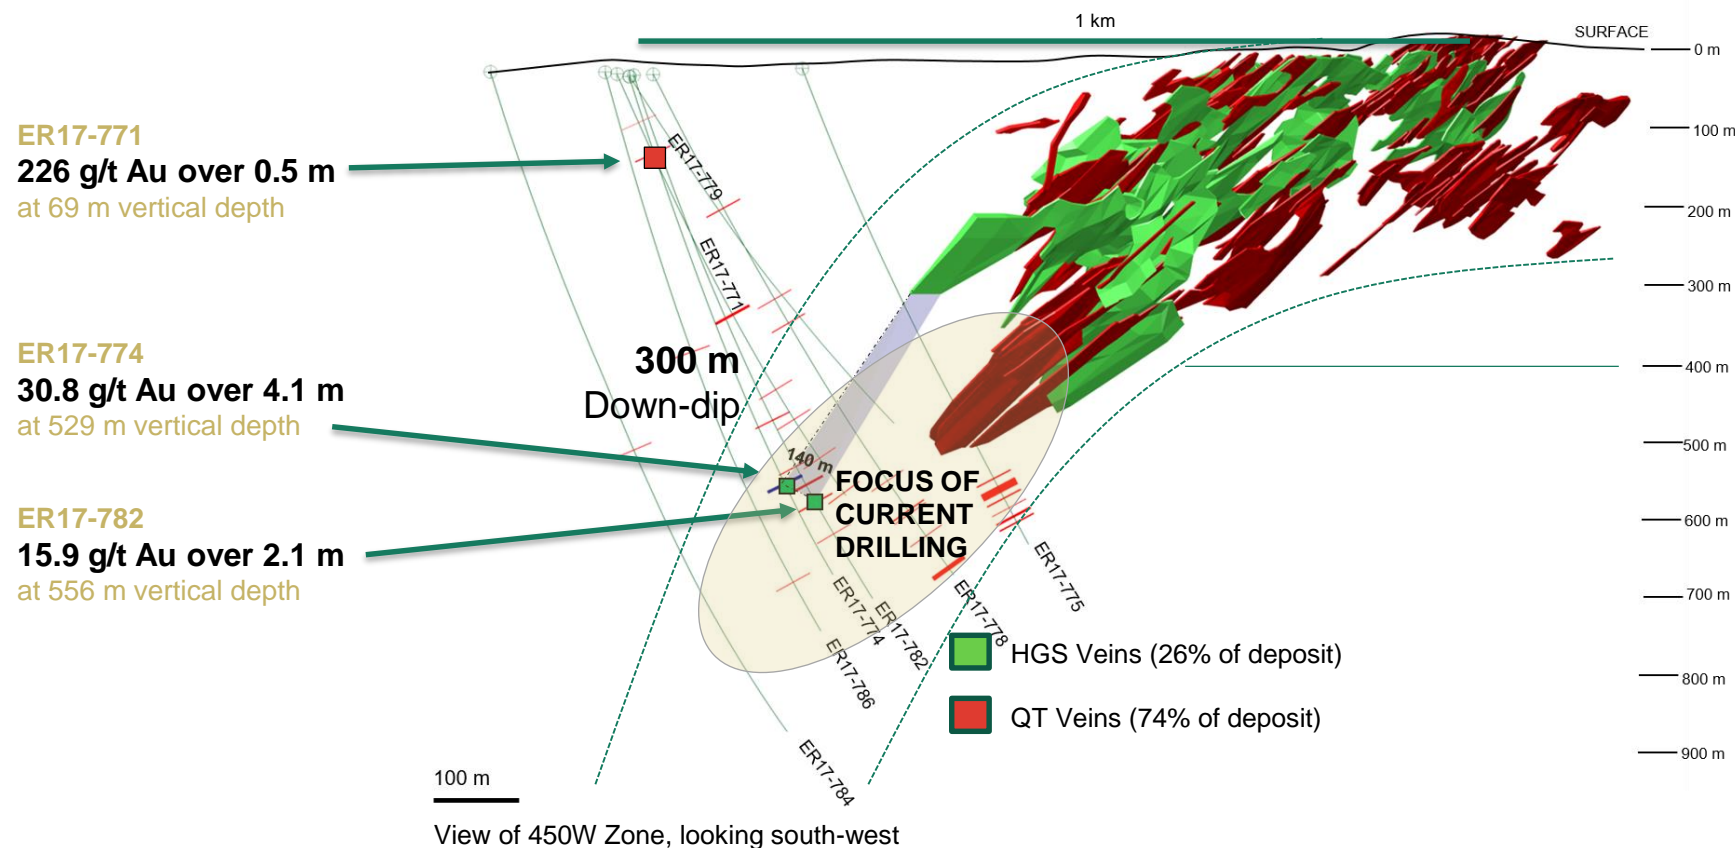 1 km
SURFACE
0 m
100 m
200 m
300 m
400 m
500 m
600 m
700 m
800 m
900 m
ER17-771
226 g/t Au over 0.5 m
at 69 m vertical depth
ER17-774
30.8 g/t Au over 4.1 m
at 529 m vertical depth
ER17-782
15.9 g/t Au over 2.1 m
at 556 m vertical depth
ER17-779
ER17-771
300 m
Down-dip
140 m
FOCUS OF
CURRENT
DRILLING
ER17-775
ER17-778
ER17-782
ER17-774
ER17-786
ER17-784
HGS Veins (26% of deposit)
QT Veins (74% of deposit)
100 m
View of 450W Zone, looking south-west